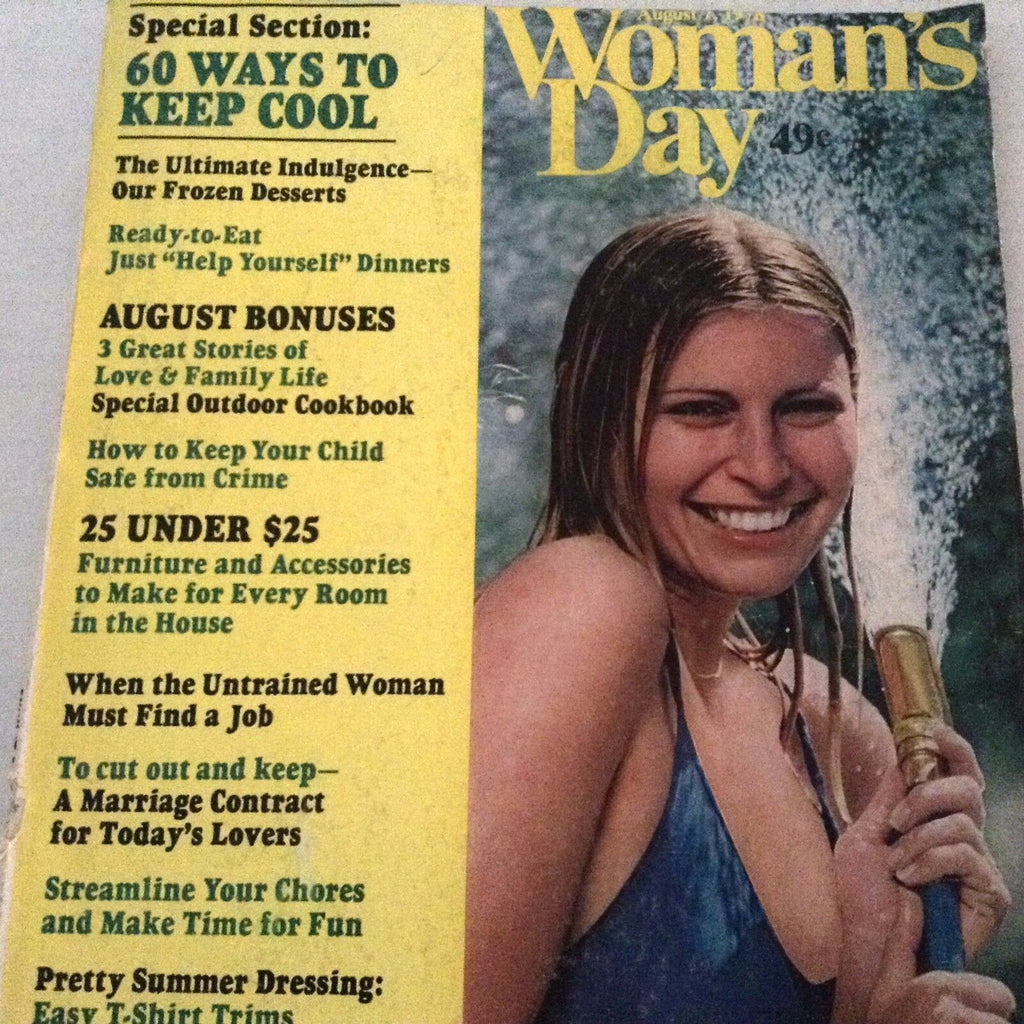 Special Section:
60 WAYS TO
KEEP COOL
The Ultimate Indulgence—
Our Frozen Desserts
Ready-to-Eat
Just “Help Yourself” Dinners
AUGUST BONUSES
3 Great Stories of
Love & Family Life
Special Outdoor Cookbook
How to Keep Your Child
Safe from Crime
25 UNDER $25
Furniture and Accessories
to Make for Every Room
in the House
When the Untrained Woman
Must Find a Job
To cut out and keep—
A Marriage Contract
for Today's Lovers
Streamline Your Chores
and Make Time for Fun
Pretty Summer Dressing:
Easy T-Shirt Trims
August
Woman's
Day
49¢